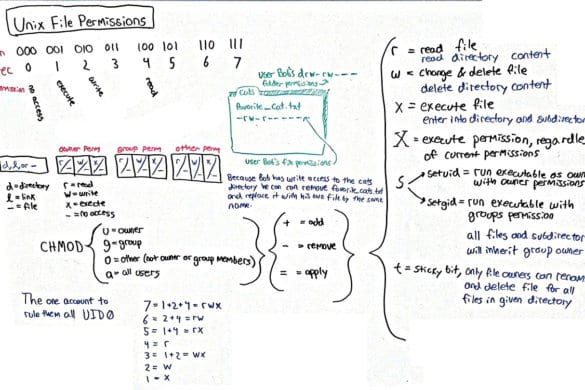 Unix File Permissions
000 001 010 011 100 101 110 111
0 1 2 3 4 5 6 7
no access
execute
write
read
owner perm group perm other perm
d, l, or - r/- w/- x/- r/- w/- x/- r/- w/- x/-
d = directory r = read
l = link w = write
- = file x = execte
- = no access
user Bob's drw-rw----
folder permissions
Cats
favorite_cat.txt
-rw-r------
user Bob's file permissions
Because Bob has write access to the cats
directory he can can remove favorite_cats.txt
and replace it with his own file by the same
name.
CHMOD
u = owner
g = group
o = other (not owner or group members)
a = all users
+ = add
- = remove
= = apply
The one account to
rule them all UID0
7 = 1+2+4 = rwx
6 = 2+4 = rw
5 = 1+4 = rx
4 = r
3 = 1+2 = wx
2 = w
1 = x
r = read file
read directory content
w = change & delete file
delete directory content
x = execute file
enter into directory and subdirector
X = execute permission, regardle
of current permissions
s
setuid = run executable as own
with owner permissions
setgid = run executable with
groups permission
all files and subdirector
will inherit group owner
t = sticky bit, only file owners can renam
and delete file for all
files in given directory